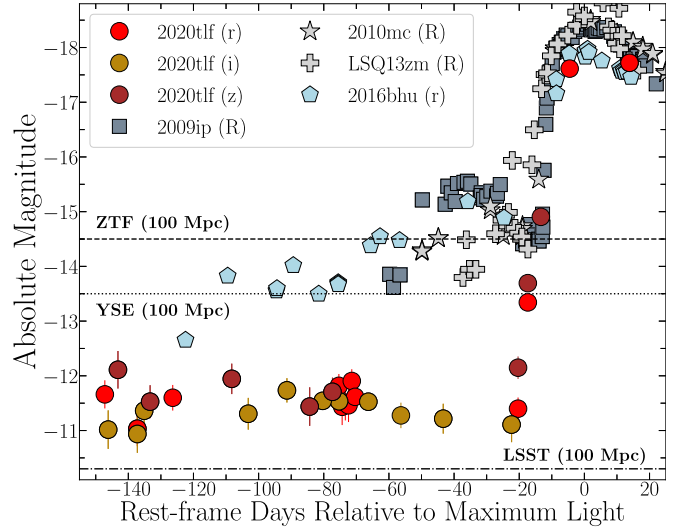 2020tlf (r)
2020tlf (i)
2020tlf (z)
2009ip (R)
2010mc (R)
LSQ13zm (R)
2016bhu (r)
ZTF (100 Mpc)
YSE (100 Mpc)
LSST (100 Mpc)
Absolute Magnitude
−18
−17
−16
−15
−14
−13
−12
−11
−140 −120 −100 −80 −60 −40 −20 0 20
Rest-frame Days Relative to Maximum Light